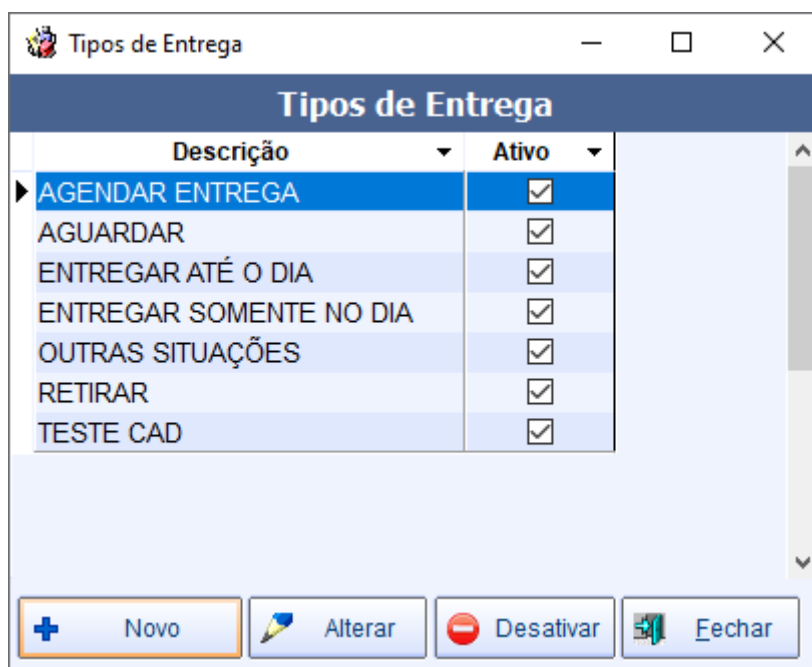 Tipos de Entrega
Tipos de Entrega
Descrição Ativo
AGENDAR ENTREGA
AGUARDAR
ENTREGAR ATÉ O DIA
ENTREGAR SOMENTE NO DIA
OUTRAS SITUAÇÕES
RETIRAR
TESTE CAD
Novo Alterar Desativar Fechar